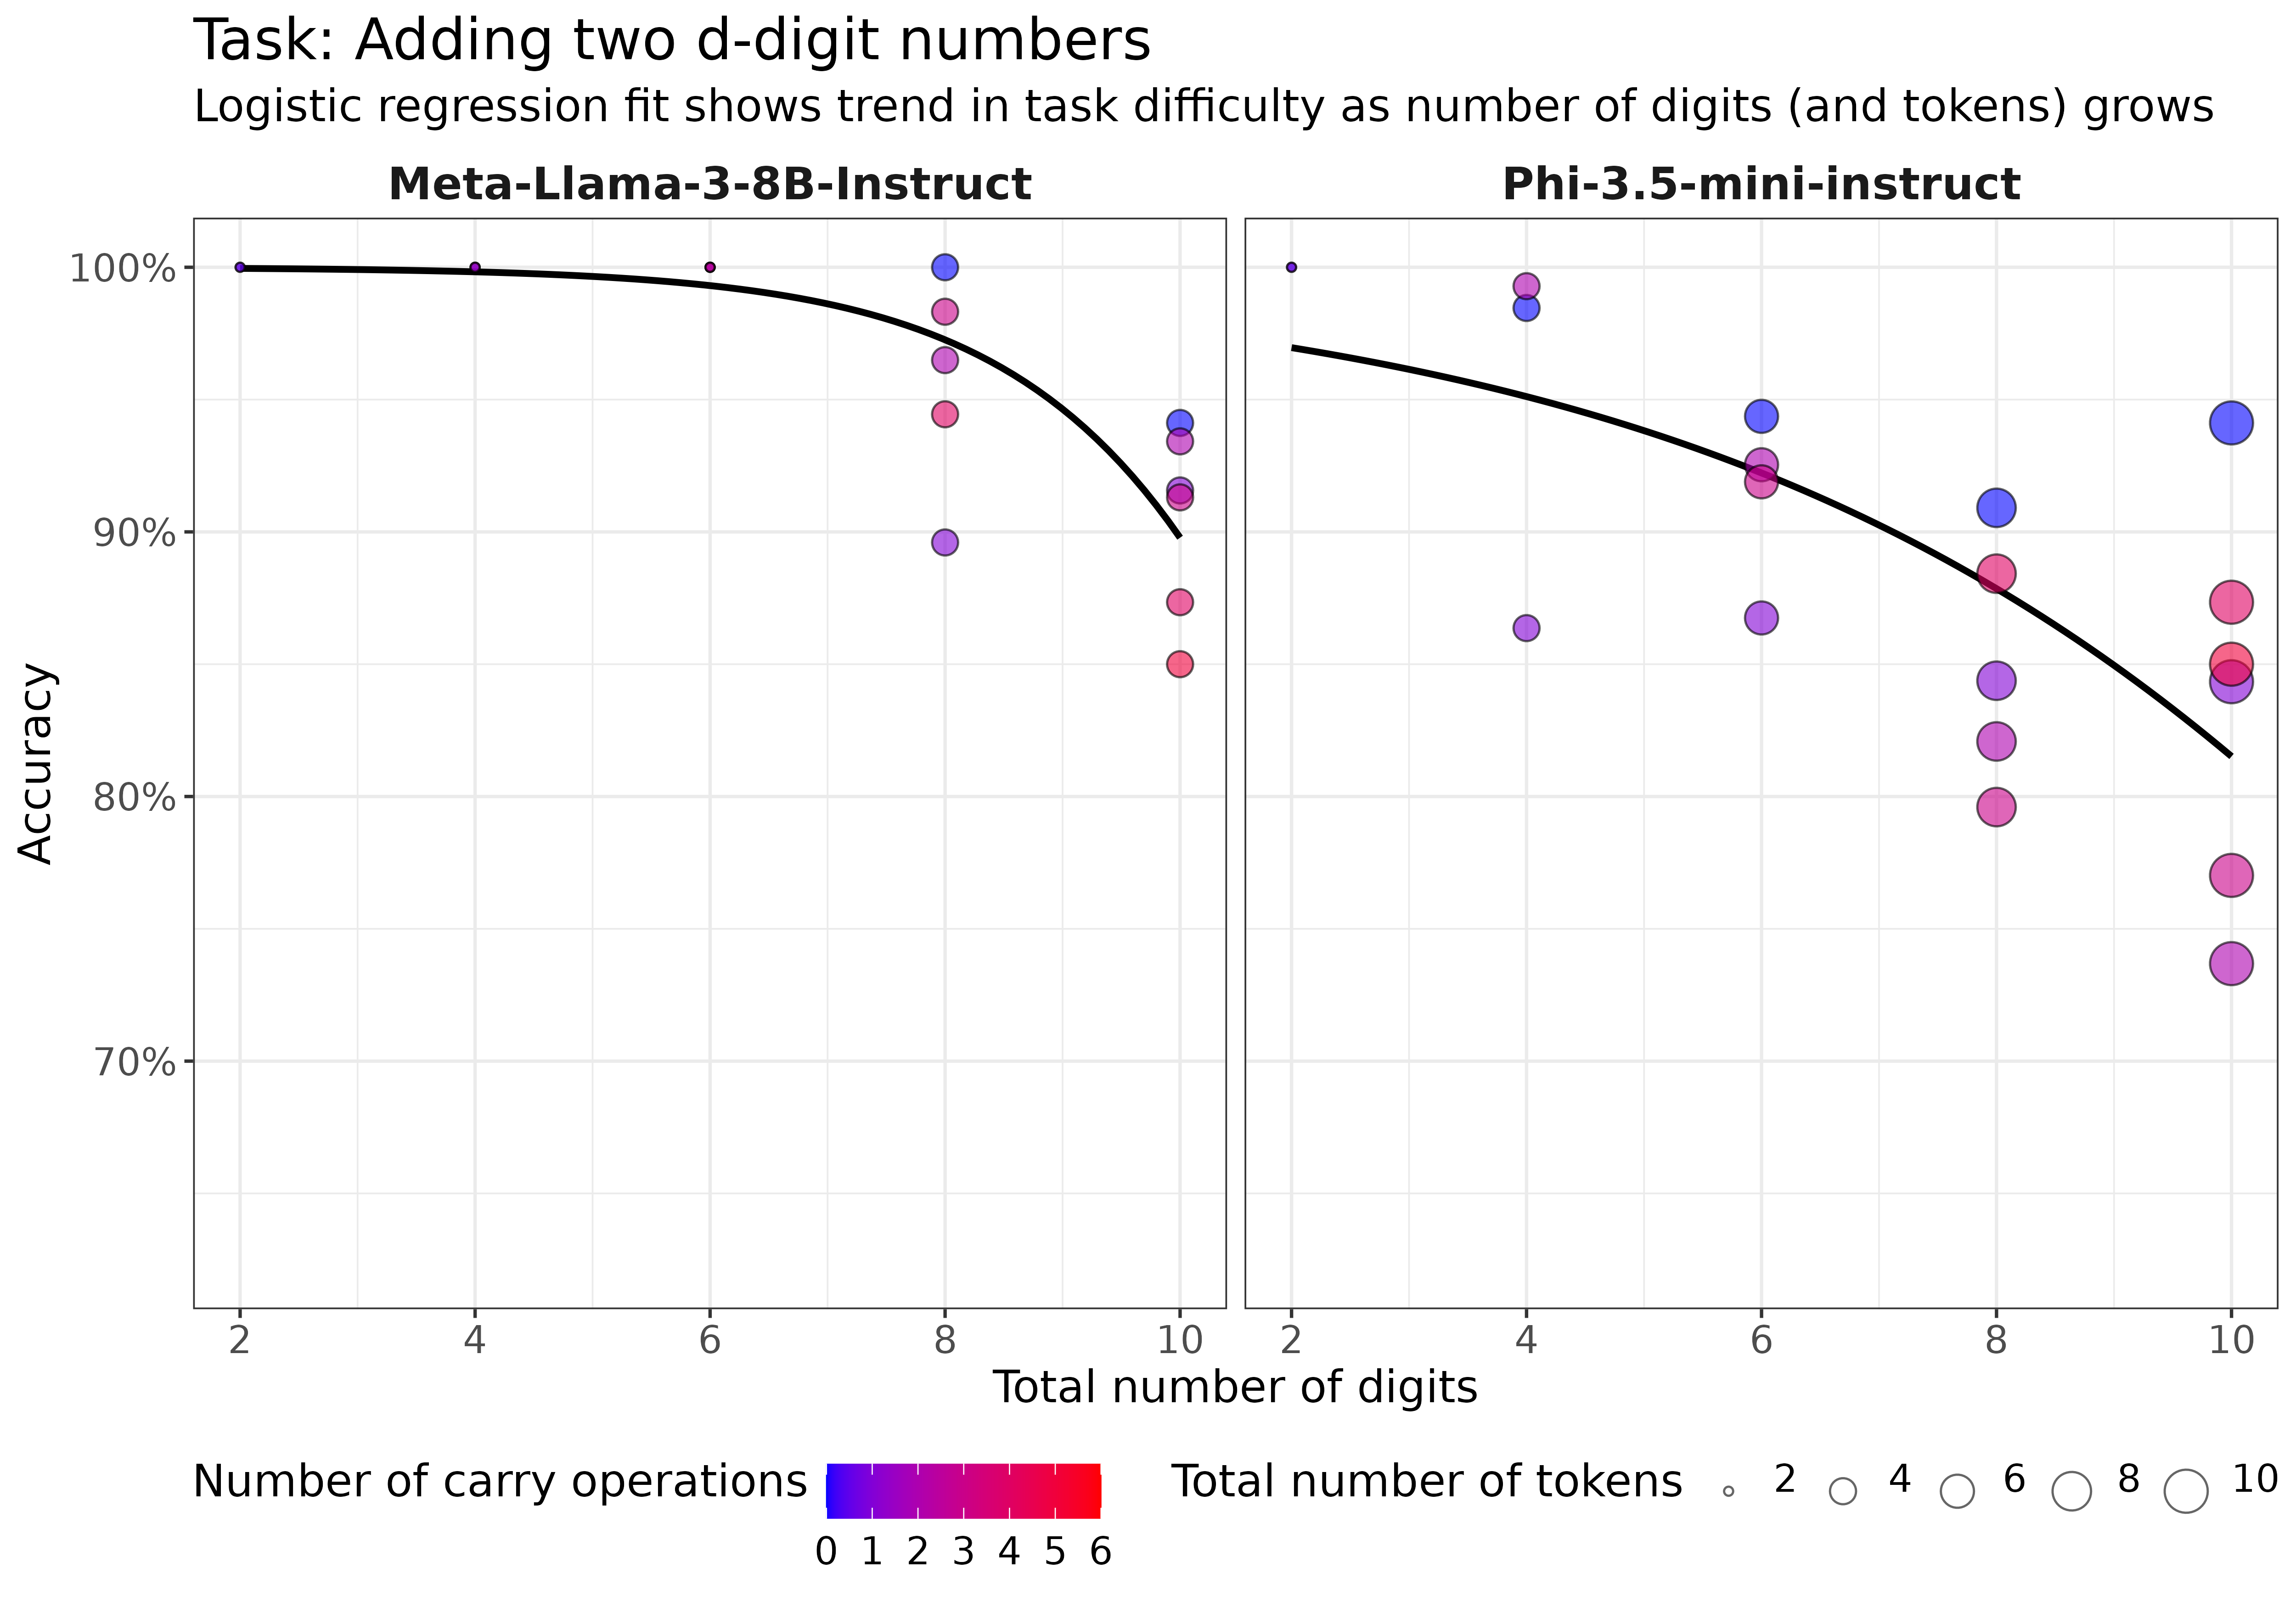 Task: Adding two d-digit numbers
Logistic regression fit shows trend in task difficulty as number of digits (and tokens) grows
Meta-Llama-3-8B-Instruct
Phi-3.5-mini-instruct
Accuracy
100%
90%
80%
70%
2 4 6 8 10
2 4 6 8 10
Total number of digits
Number of carry operations
0 1 2 3 4 5 6
Total number of tokens 2 4 6 8 10